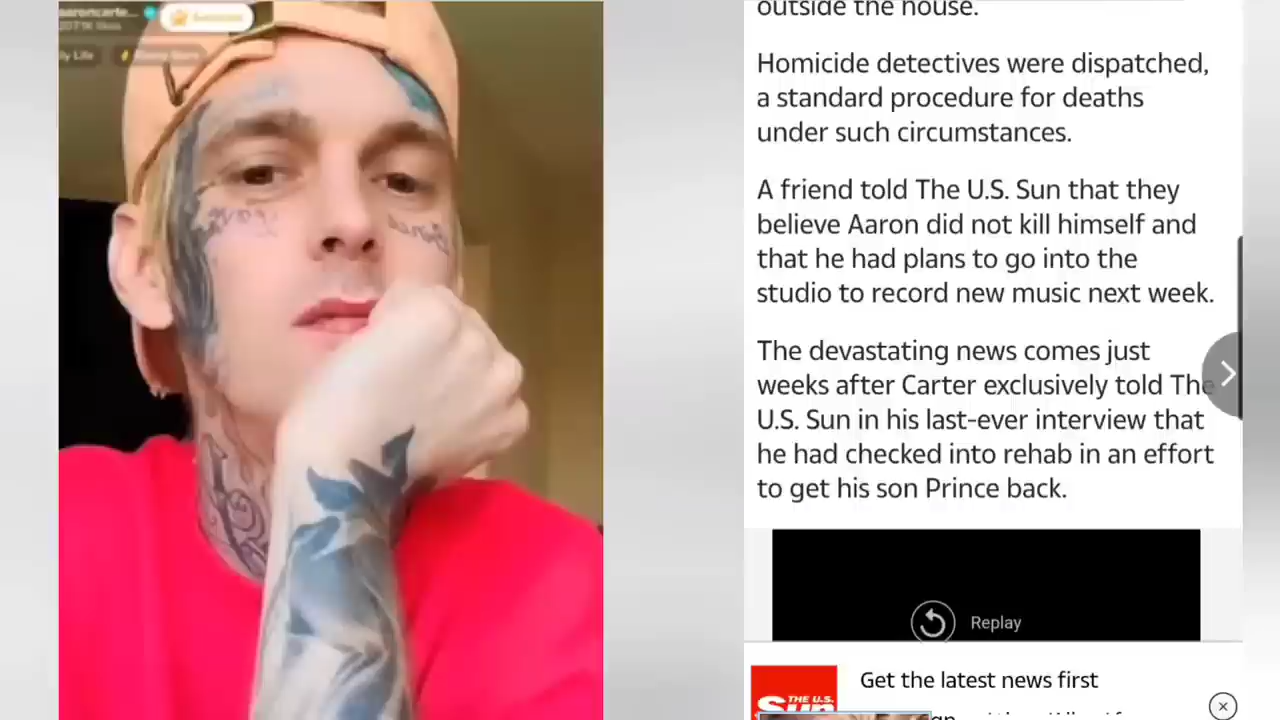 aaroncarte...
outside the house.
Homicide detectives were dispatched,
a standard procedure for deaths
under such circumstances.
A friend told The U.S. Sun that they
believe Aaron did not kill himself and
that he had plans to go into the
studio to record new music next week.
The devastating news comes just
weeks after Carter exclusively told The
U.S. Sun in his last-ever interview that
he had checked into rehab in an effort
to get his son Prince back.
Replay
THE U.S.
Sun
Get the latest news first